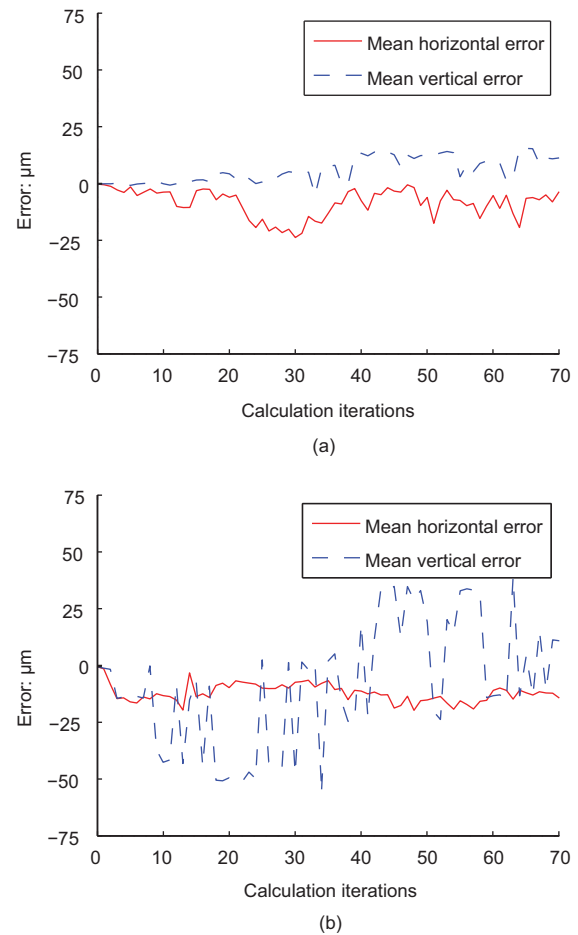 75
50
25
0
−25
−50
−75
Error: µm
Mean horizontal error
Mean vertical error
0 10 20 30 40 50 60 70
Calculation iterations
(a)
75
50
25
0
−25
−50
−75
Error: µm
Mean horizontal error
Mean vertical error
0 10 20 30 40 50 60 70
Calculation iterations
(b)